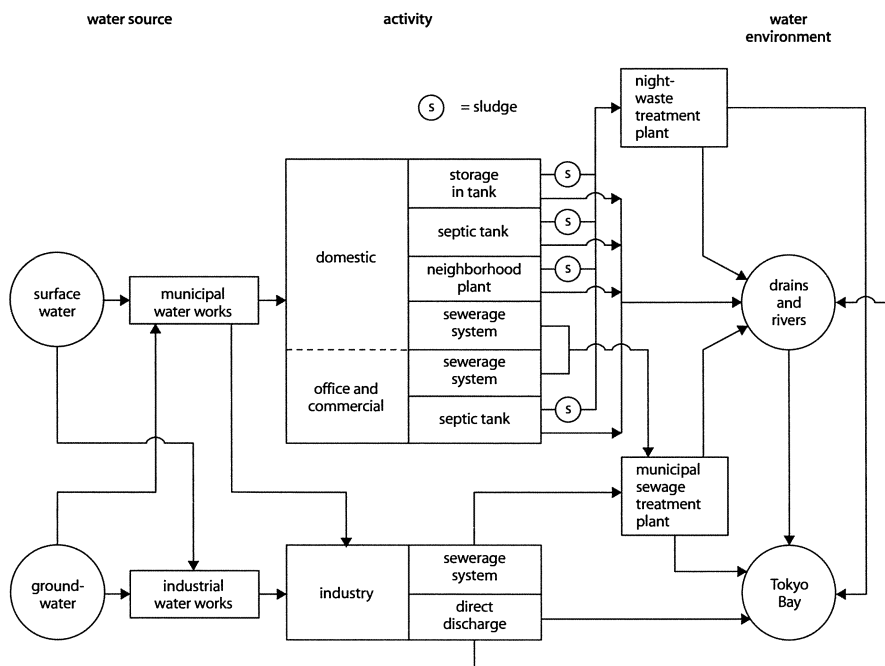 water source
activity
water
environment
S = sludge
night-
waste
treatment
plant
storage
in tank
S
septic tank
S
domestic
neighborhood
plant
S
surface
water
municipal
water works
drains
and
rivers
sewerage
system
sewerage
system
office and
commercial
septic tank
S
municipal
sewage
treatment
plant
ground-
water
industrial
water works
industry
sewerage
system
direct
discharge
Tokyo
Bay